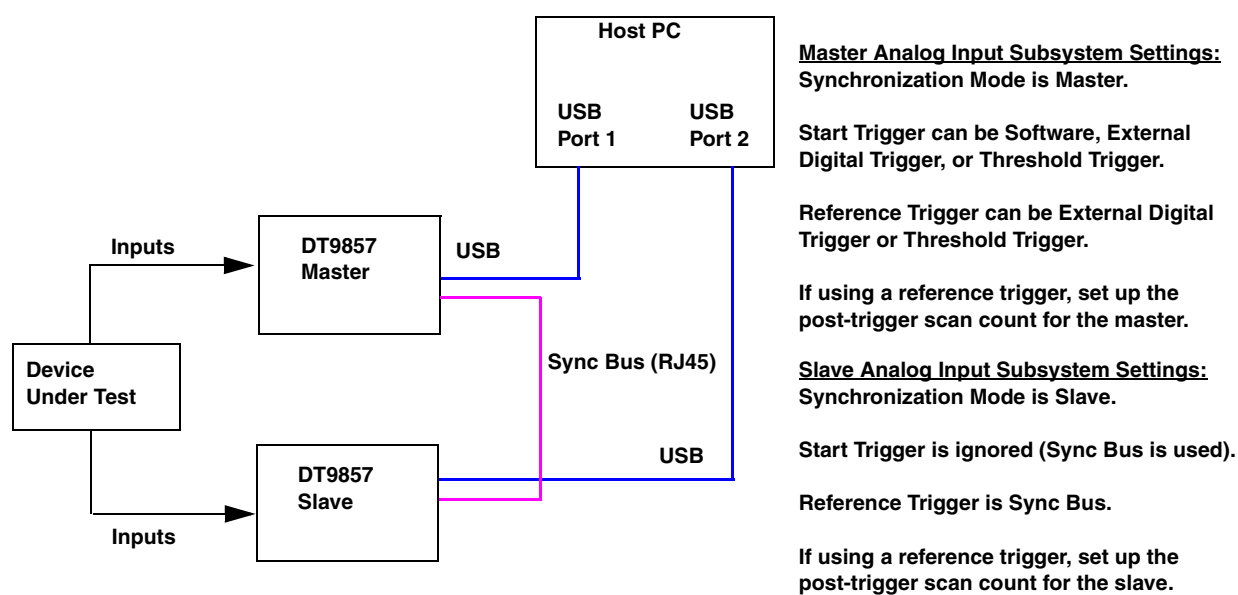 Host PC
USB
Port 1
USB
Port 2
Inputs
DT9857
Master
USB
Device
Under Test
Sync Bus (RJ45)
USB
DT9857
Slave
Inputs
Master Analog Input Subsystem Settings:
Synchronization Mode is Master.
Start Trigger can be Software, External
Digital Trigger, or Threshold Trigger.
Reference Trigger can be External Digital
Trigger or Threshold Trigger.
If using a reference trigger, set up the
post-trigger scan count for the master.
Slave Analog Input Subsystem Settings:
Synchronization Mode is Slave.
Start Trigger is ignored (Sync Bus is used).
Reference Trigger is Sync Bus.
If using a reference trigger, set up the
post-trigger scan count for the slave.